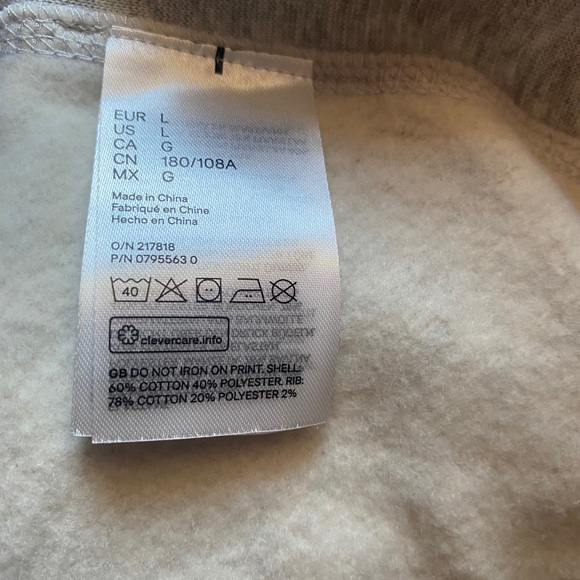 EUR L
US L
CA G
CN 180/108A
MX G
Made in China
Fabriqué en Chine
Hecho en China
O/N 217818
P/N 0795563 0
40
clevercare.info
GB DO NOT IRON ON PRINT. SHELL:
60% COTTON 40% POLYESTER. RIB:
78% COTTON 20% POLYESTER 2%